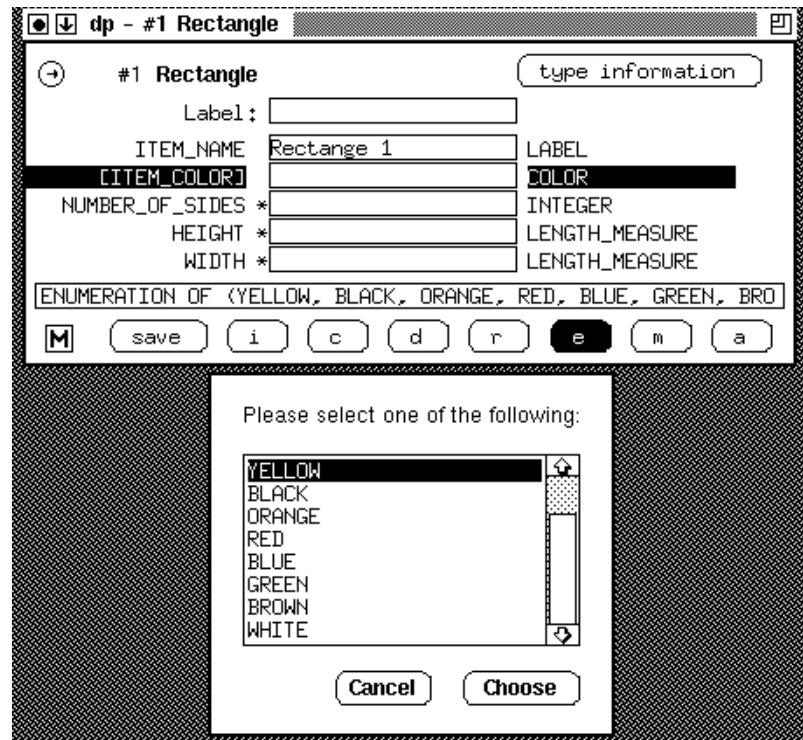 dp - #1 Rectangle
#1 Rectangle type information
Label:
ITEM_NAME Rectange 1 LABEL
[ITEM_COLOR] COLOR
NUMBER_OF_SIDES * INTEGER
HEIGHT * LENGTH_MEASURE
WIDTH * LENGTH_MEASURE
ENUMERATION OF (YELLOW, BLACK, ORANGE, RED, BLUE, GREEN, BRO
M save i c d r e m a
Please select one of the following:
YELLOW
BLACK
ORANGE
RED
BLUE
GREEN
BROWN
WHITE
Cancel Choose